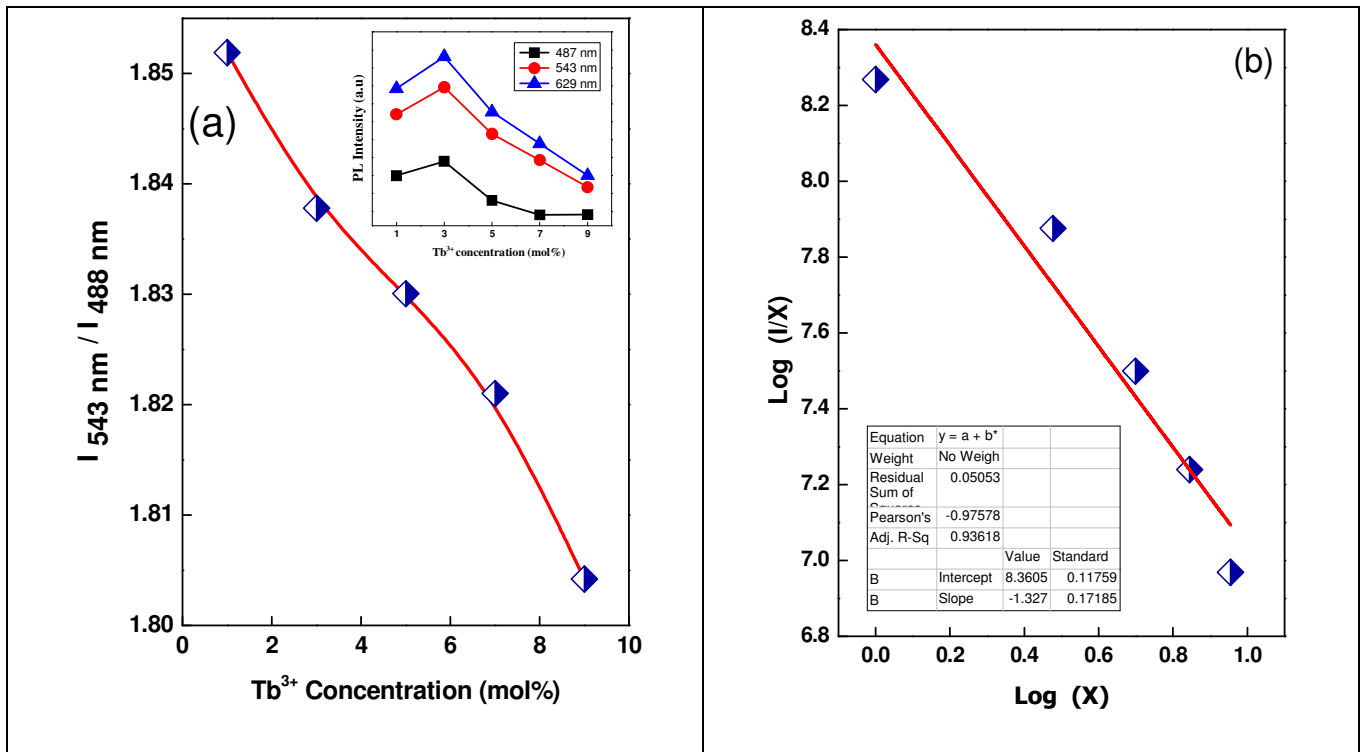 (a)
I 543 nm / I 488 nm
1.85
1.84
1.83
1.82
1.81
1.80
0 2 4 6 8 10
Tb3+ Concentration (mol%)
487 nm
543 nm
629 nm
PL Intensity (a.u)
1 3 5 7 9
Tb3+ concentration (mol%)
(b)
Log (I/X)
8.4
8.2
8.0
7.8
7.6
7.4
7.2
7.0
6.8
0.0 0.2 0.4 0.6 0.8 1.0
Log (X)
Equation y = a + b*
Weight No Weigh
Residual
Sum of 0.05053
Pearson's -0.97578
Adj. R-Sq 0.93618
Value Standard
B Intercept 8.3605 0.11759
B Slope -1.327 0.17185